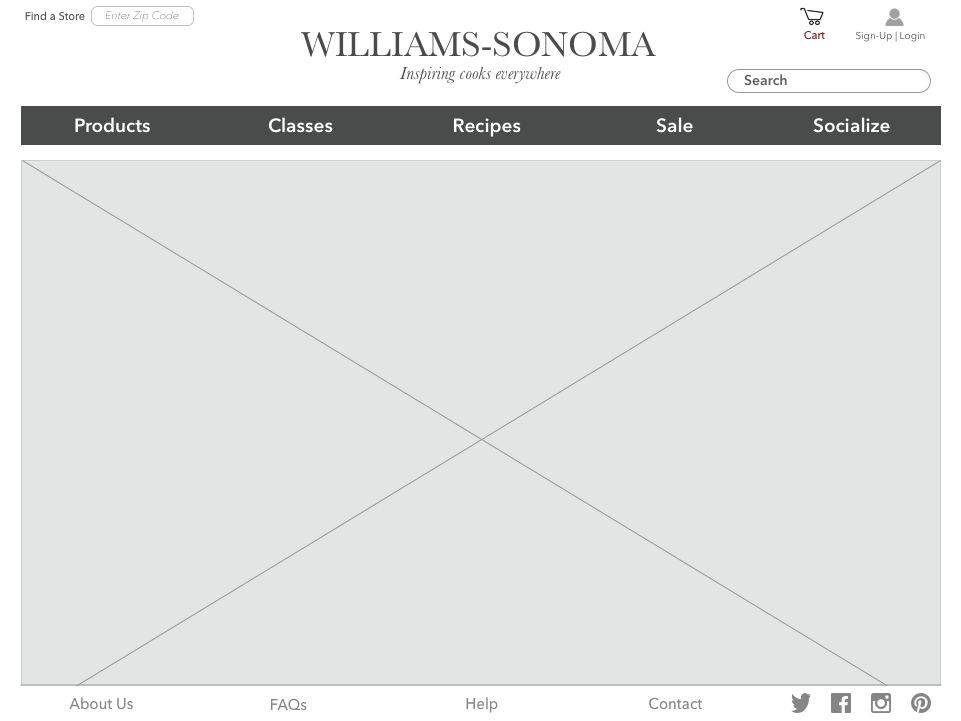 Find a Store Enter Zip Code
WILLIAMS-SONOMA
Inspiring cooks everywhere
Cart
Sign-Up | Login
Search
Products Classes Recipes Sale Socialize
About Us FAQs Help Contact